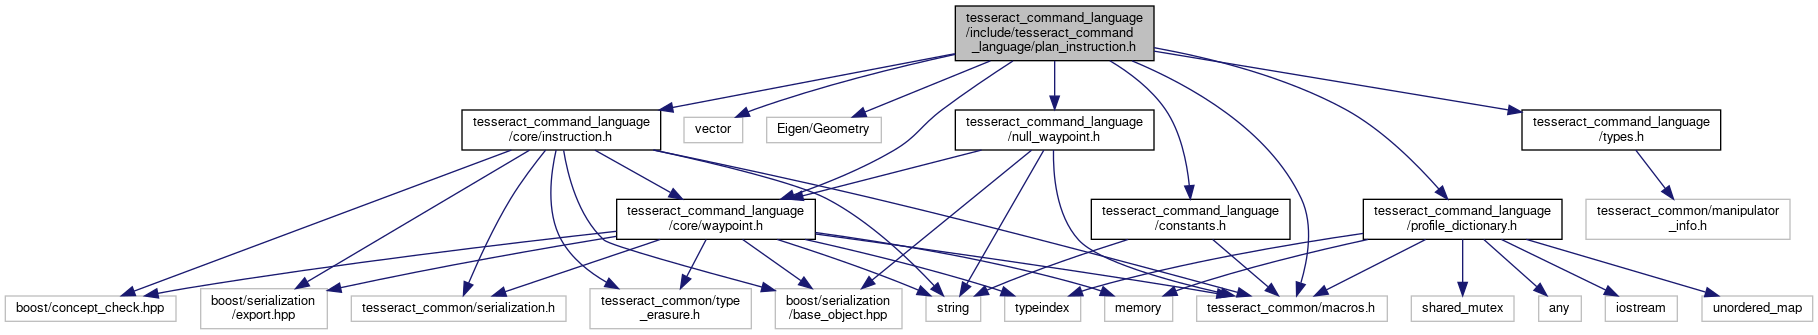 tesseract_command_language
/include/tesseract_command
_language/plan_instruction.h
tesseract_command_language
/core/instruction.h
vector
Eigen/Geometry
tesseract_command_language
/null_waypoint.h
tesseract_command_language
/types.h
tesseract_command_language
/core/waypoint.h
tesseract_command_language
/constants.h
tesseract_command_language
/profile_dictionary.h
tesseract_common/manipulator
_info.h
boost/concept_check.hpp
boost/serialization
/export.hpp
tesseract_common/serialization.h
tesseract_common/type
_erasure.h
boost/serialization
/base_object.hpp
string
typeindex
memory
tesseract_common/macros.h
shared_mutex
any
iostream
unordered_map